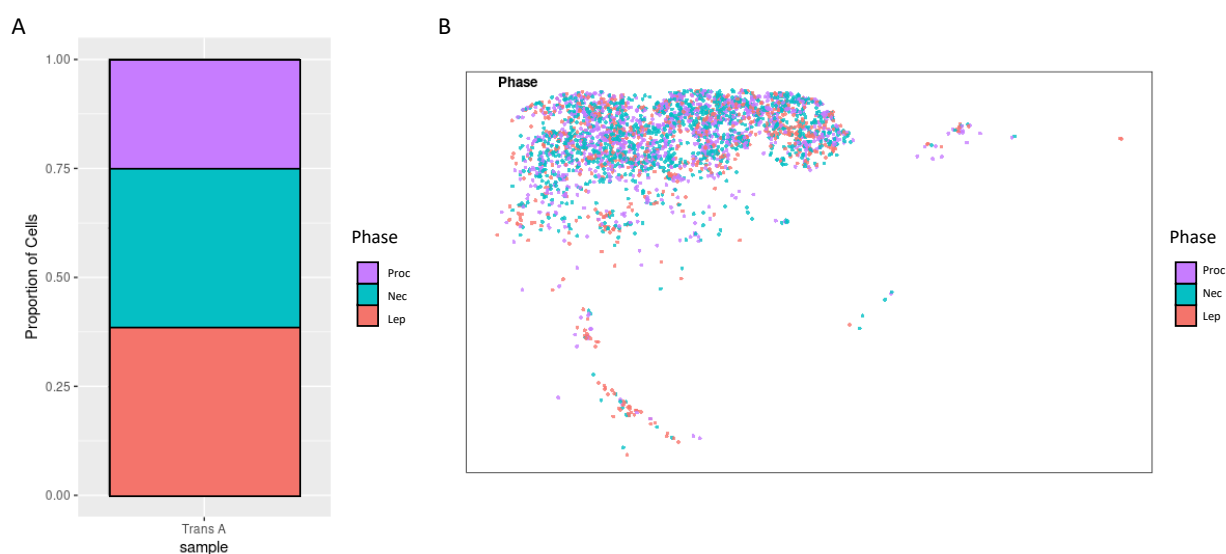 A
Proportion of Cells
1.00
0.75
0.50
0.25
0.00
Trans A
sample
Phase
Proc
Nec
Lep
B
Phase
Phase
Proc
Nec
Lep